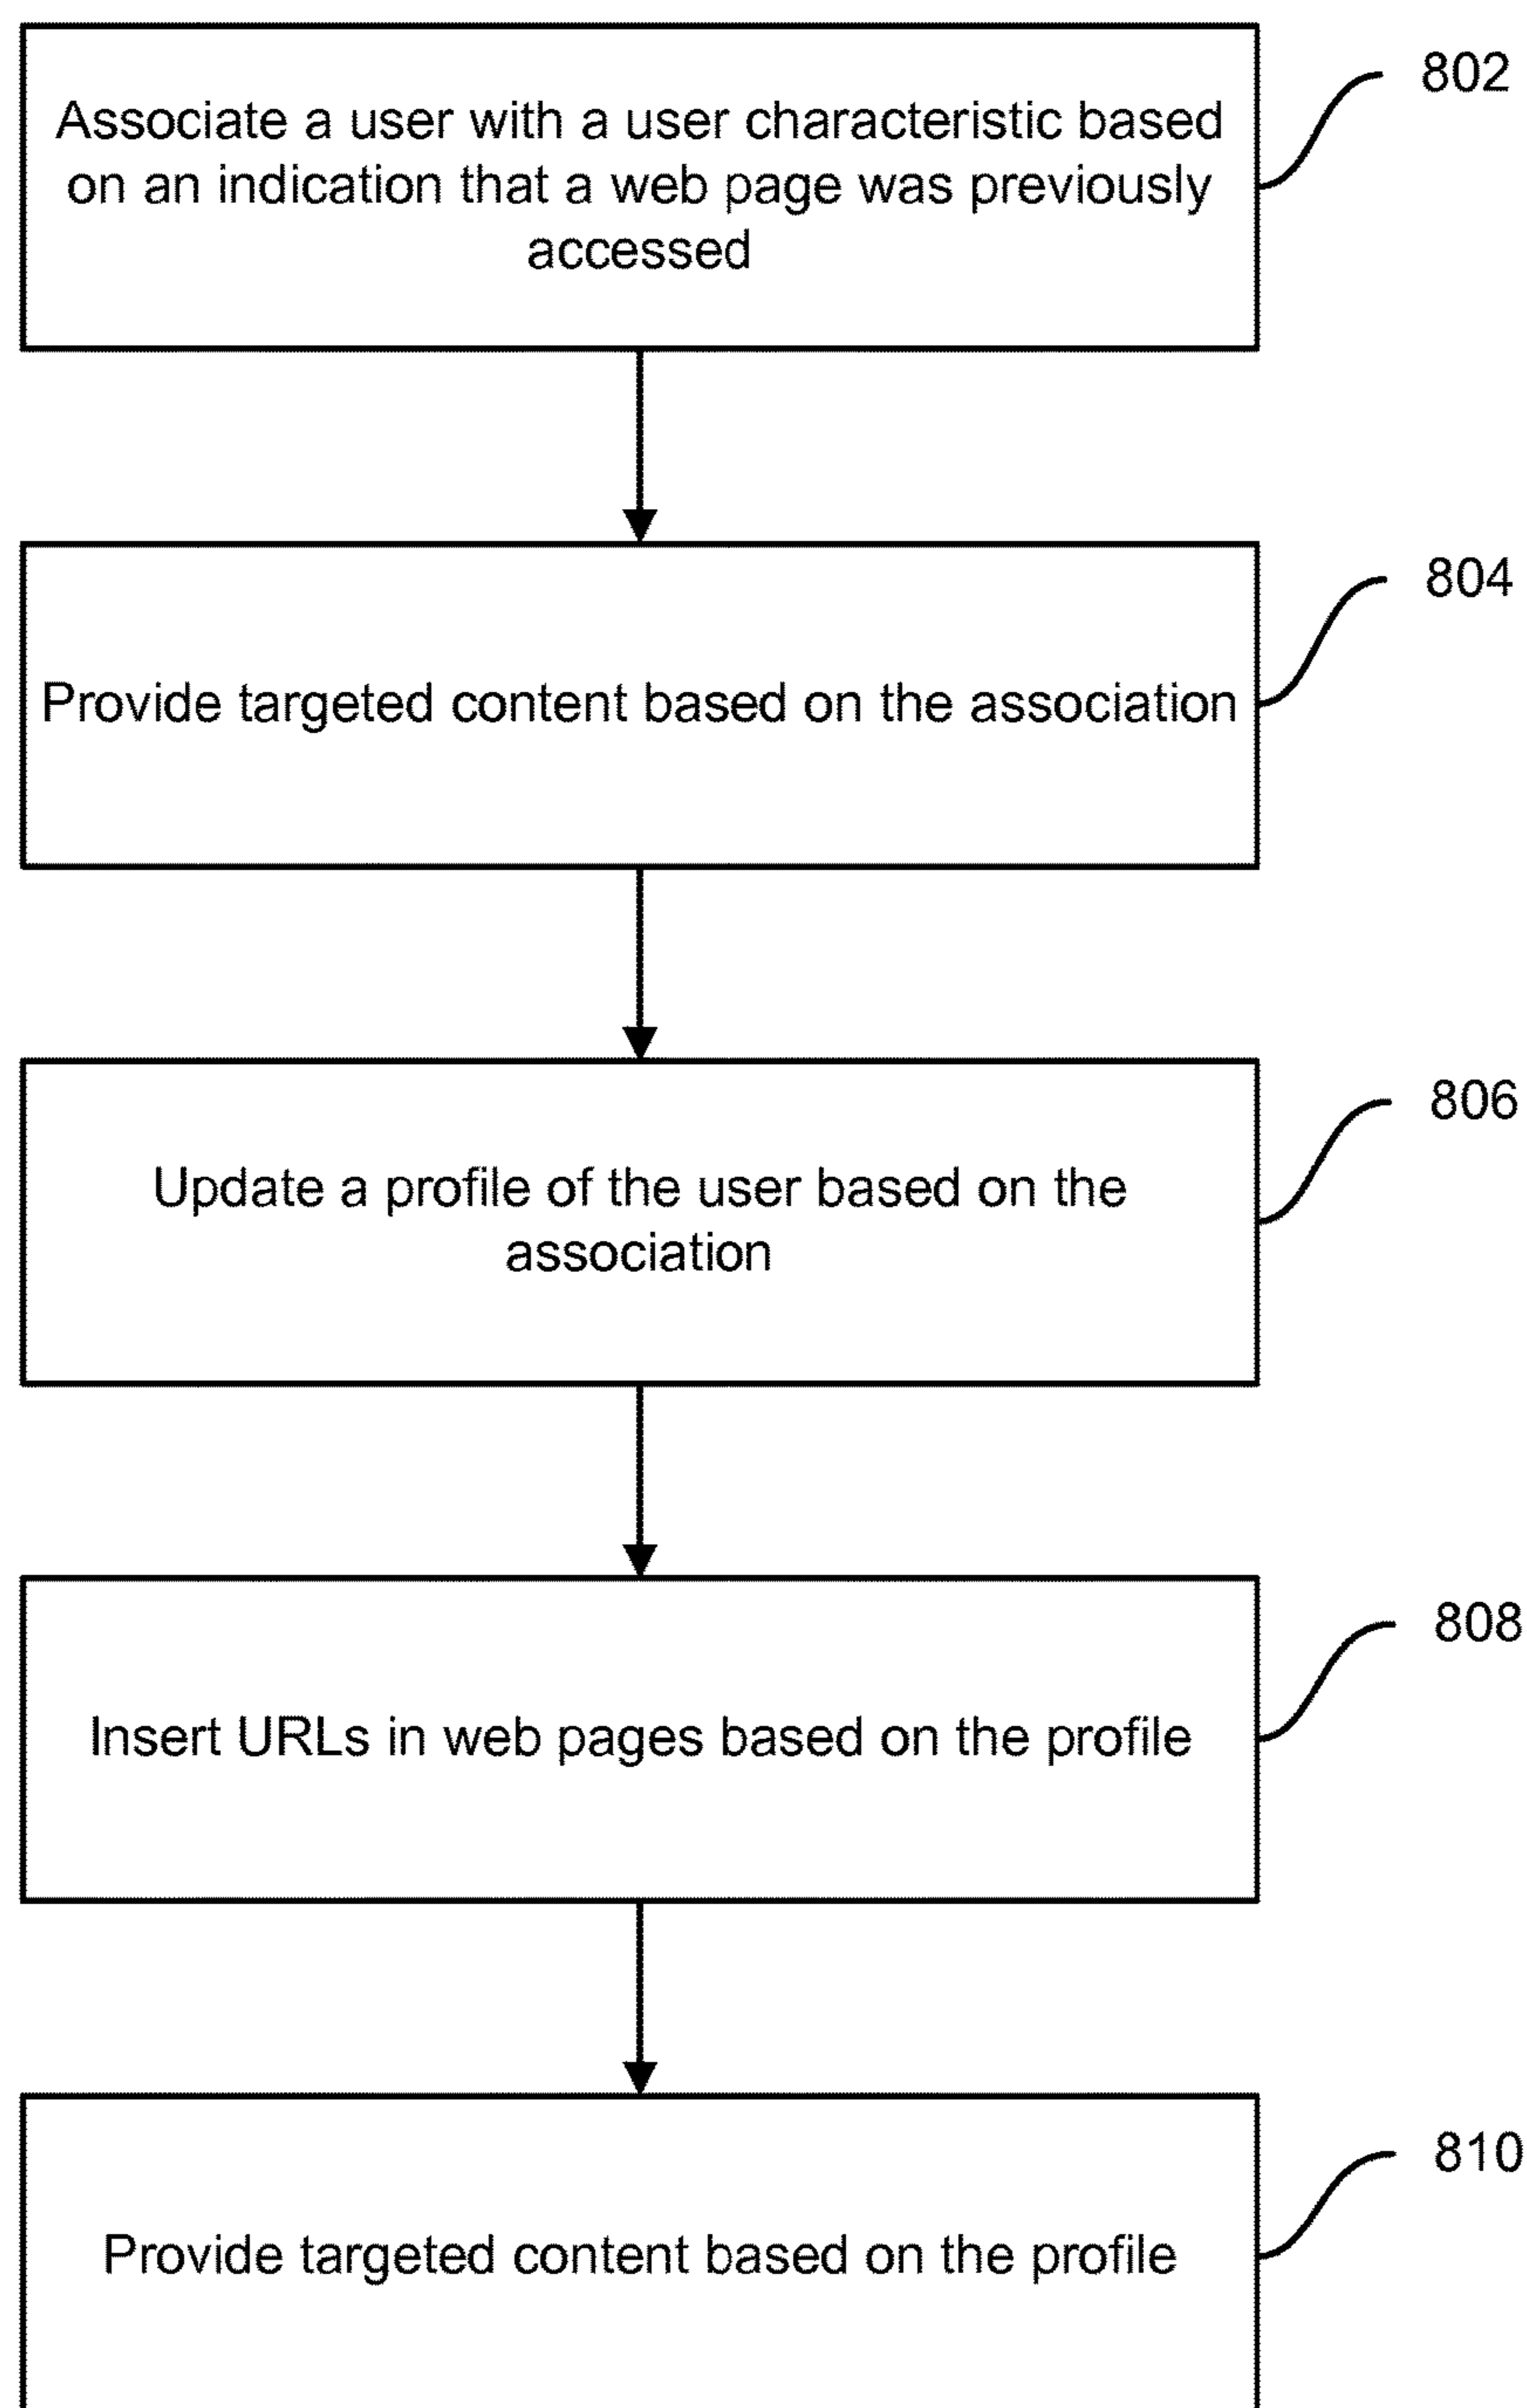 Associate a user with a user characteristic based
on an indication that a web page was previously
accessed
802
Provide targeted content based on the association
804
Update a profile of the user based on the
association
806
Insert URLs in web pages based on the profile
808
Provide targeted content based on the profile
810